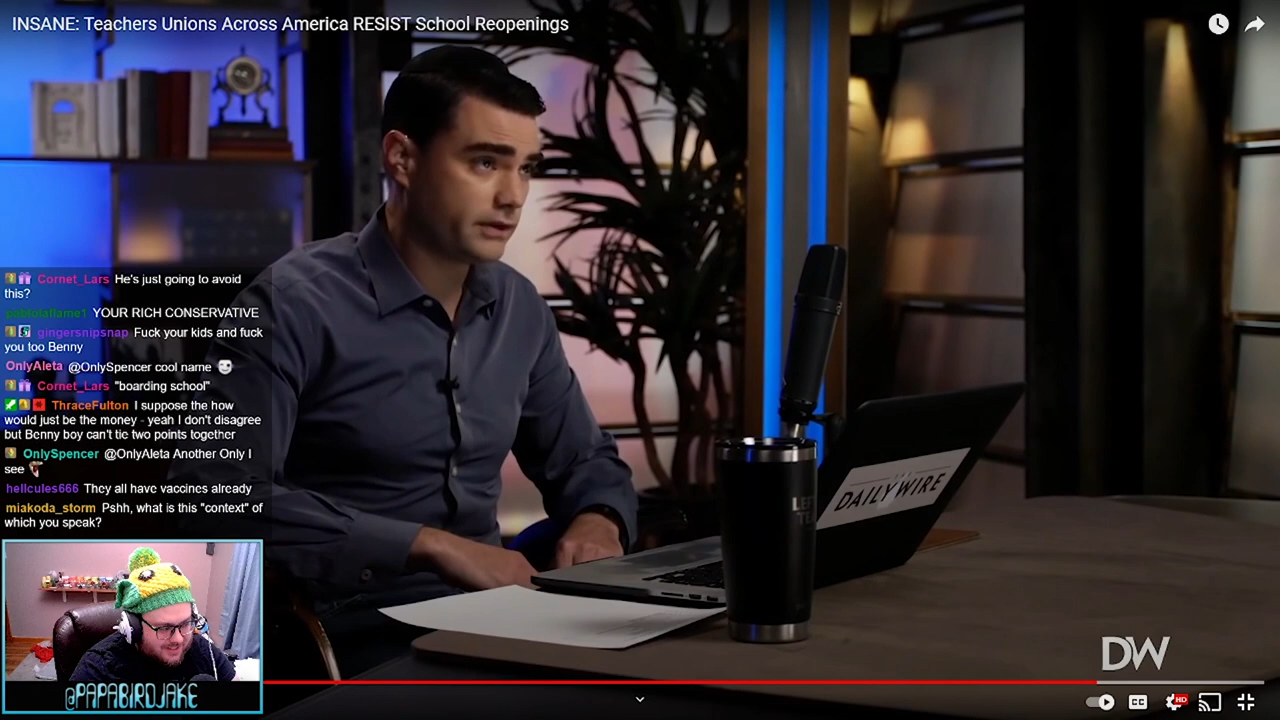 INSANE: Teachers Unions Across America RESIST School Reopenings
Cornet_Lars He's just going to avoid
this?
pablolaflame1 YOUR RICH CONSERVATIVE
gingersnipsnap Fuck your kids and fuck
you too Benny
OnlyAleta @OnlySpencer cool name
Cornet_Lars "boarding school"
ThraceFulton I suppose the how
would just be the money - yeah I don't disagree
but Benny boy can't tie two points together
OnlySpencer @OnlyAleta Another Only I
see
hellcules666 They all have vaccines already
miakoda_storm Pshh, what is this "context" of
which you speak?
DAILY WIRE
@PAPABIRDJAKE
DW
CC
HD